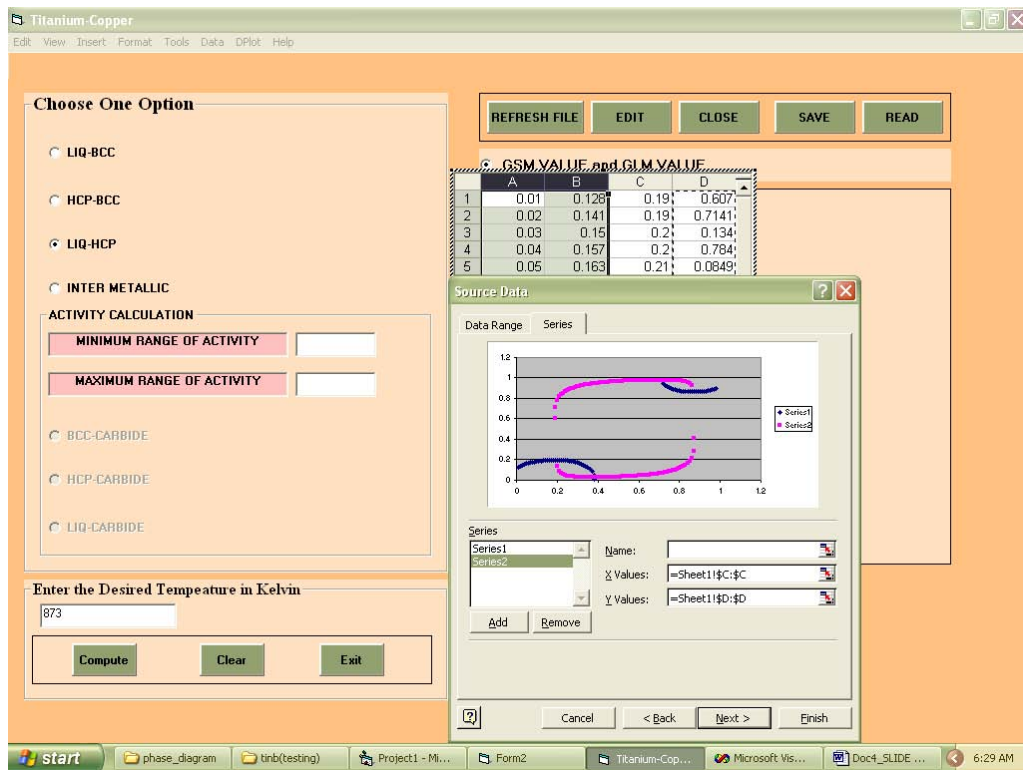 Titanium-Copper
Edit View Insert Format Tools Data DPlot Help
Choose One Option
LIQ-BCC
HCP-BCC
LIQ-HCP
INTER METALLIC
ACTIVITY CALCULATION
MINIMUM RANGE OF ACTIVITY
MAXIMUM RANGE OF ACTIVITY
BCC-CARBIDE
HCP-CARBIDE
LIQ-CARBIDE
Enter the Desired Tempeature in Kelvin
873
Compute Clear Exit
REFRESH FILE EDIT CLOSE SAVE READ
GSM.VALUE and GLM.VALUE
A B C D
1 0.01 0.128 0.19 0.607
2 0.02 0.141 0.19 0.7141
3 0.03 0.15 0.2 0.134
4 0.04 0.157 0.2 0.784
5 0.05 0.163 0.21 0.0849
Source Data
Data Range Series
1.2
1
0.8
0.6
0.4
0.2
0
0 0.2 0.4 0.6 0.8 1 1.2
Series1
Series2
Series
Series1
Series2
Name:
X Values: =Sheet1!$C:$C
Y Values: =Sheet1!$D:$D
Add Remove
Cancel < Back Next > Finish
start phase_diagram tinb(testing) Project1 - Mi... Form2 Titanium-Cop... Microsoft Vis... Doc4_SLIDE ... 6:29 AM